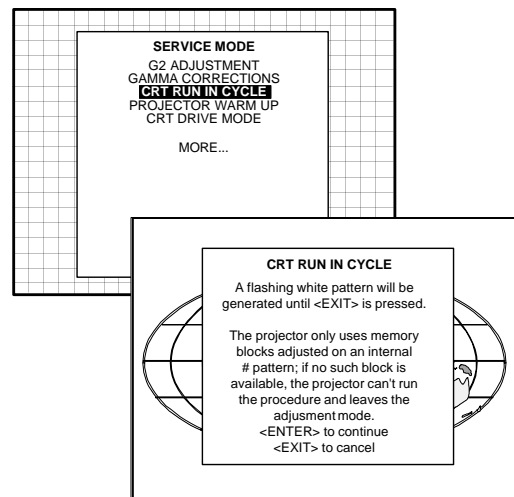 SERVICE MODE
G2 ADJUSTMENT
GAMMA CORRECTIONS
CRT RUN IN CYCLE
PROJECTOR WARM UP
CRT DRIVE MODE
MORE...
CRT RUN IN CYCLE
A flashing white pattern will be
generated until <EXIT> is pressed.
The projector only uses memory
blocks adjusted on an internal
# pattern; if no such block is
available, the projector can't run
the procedure and leaves the
adjusment mode.
<ENTER> to continue
<EXIT> to cancel